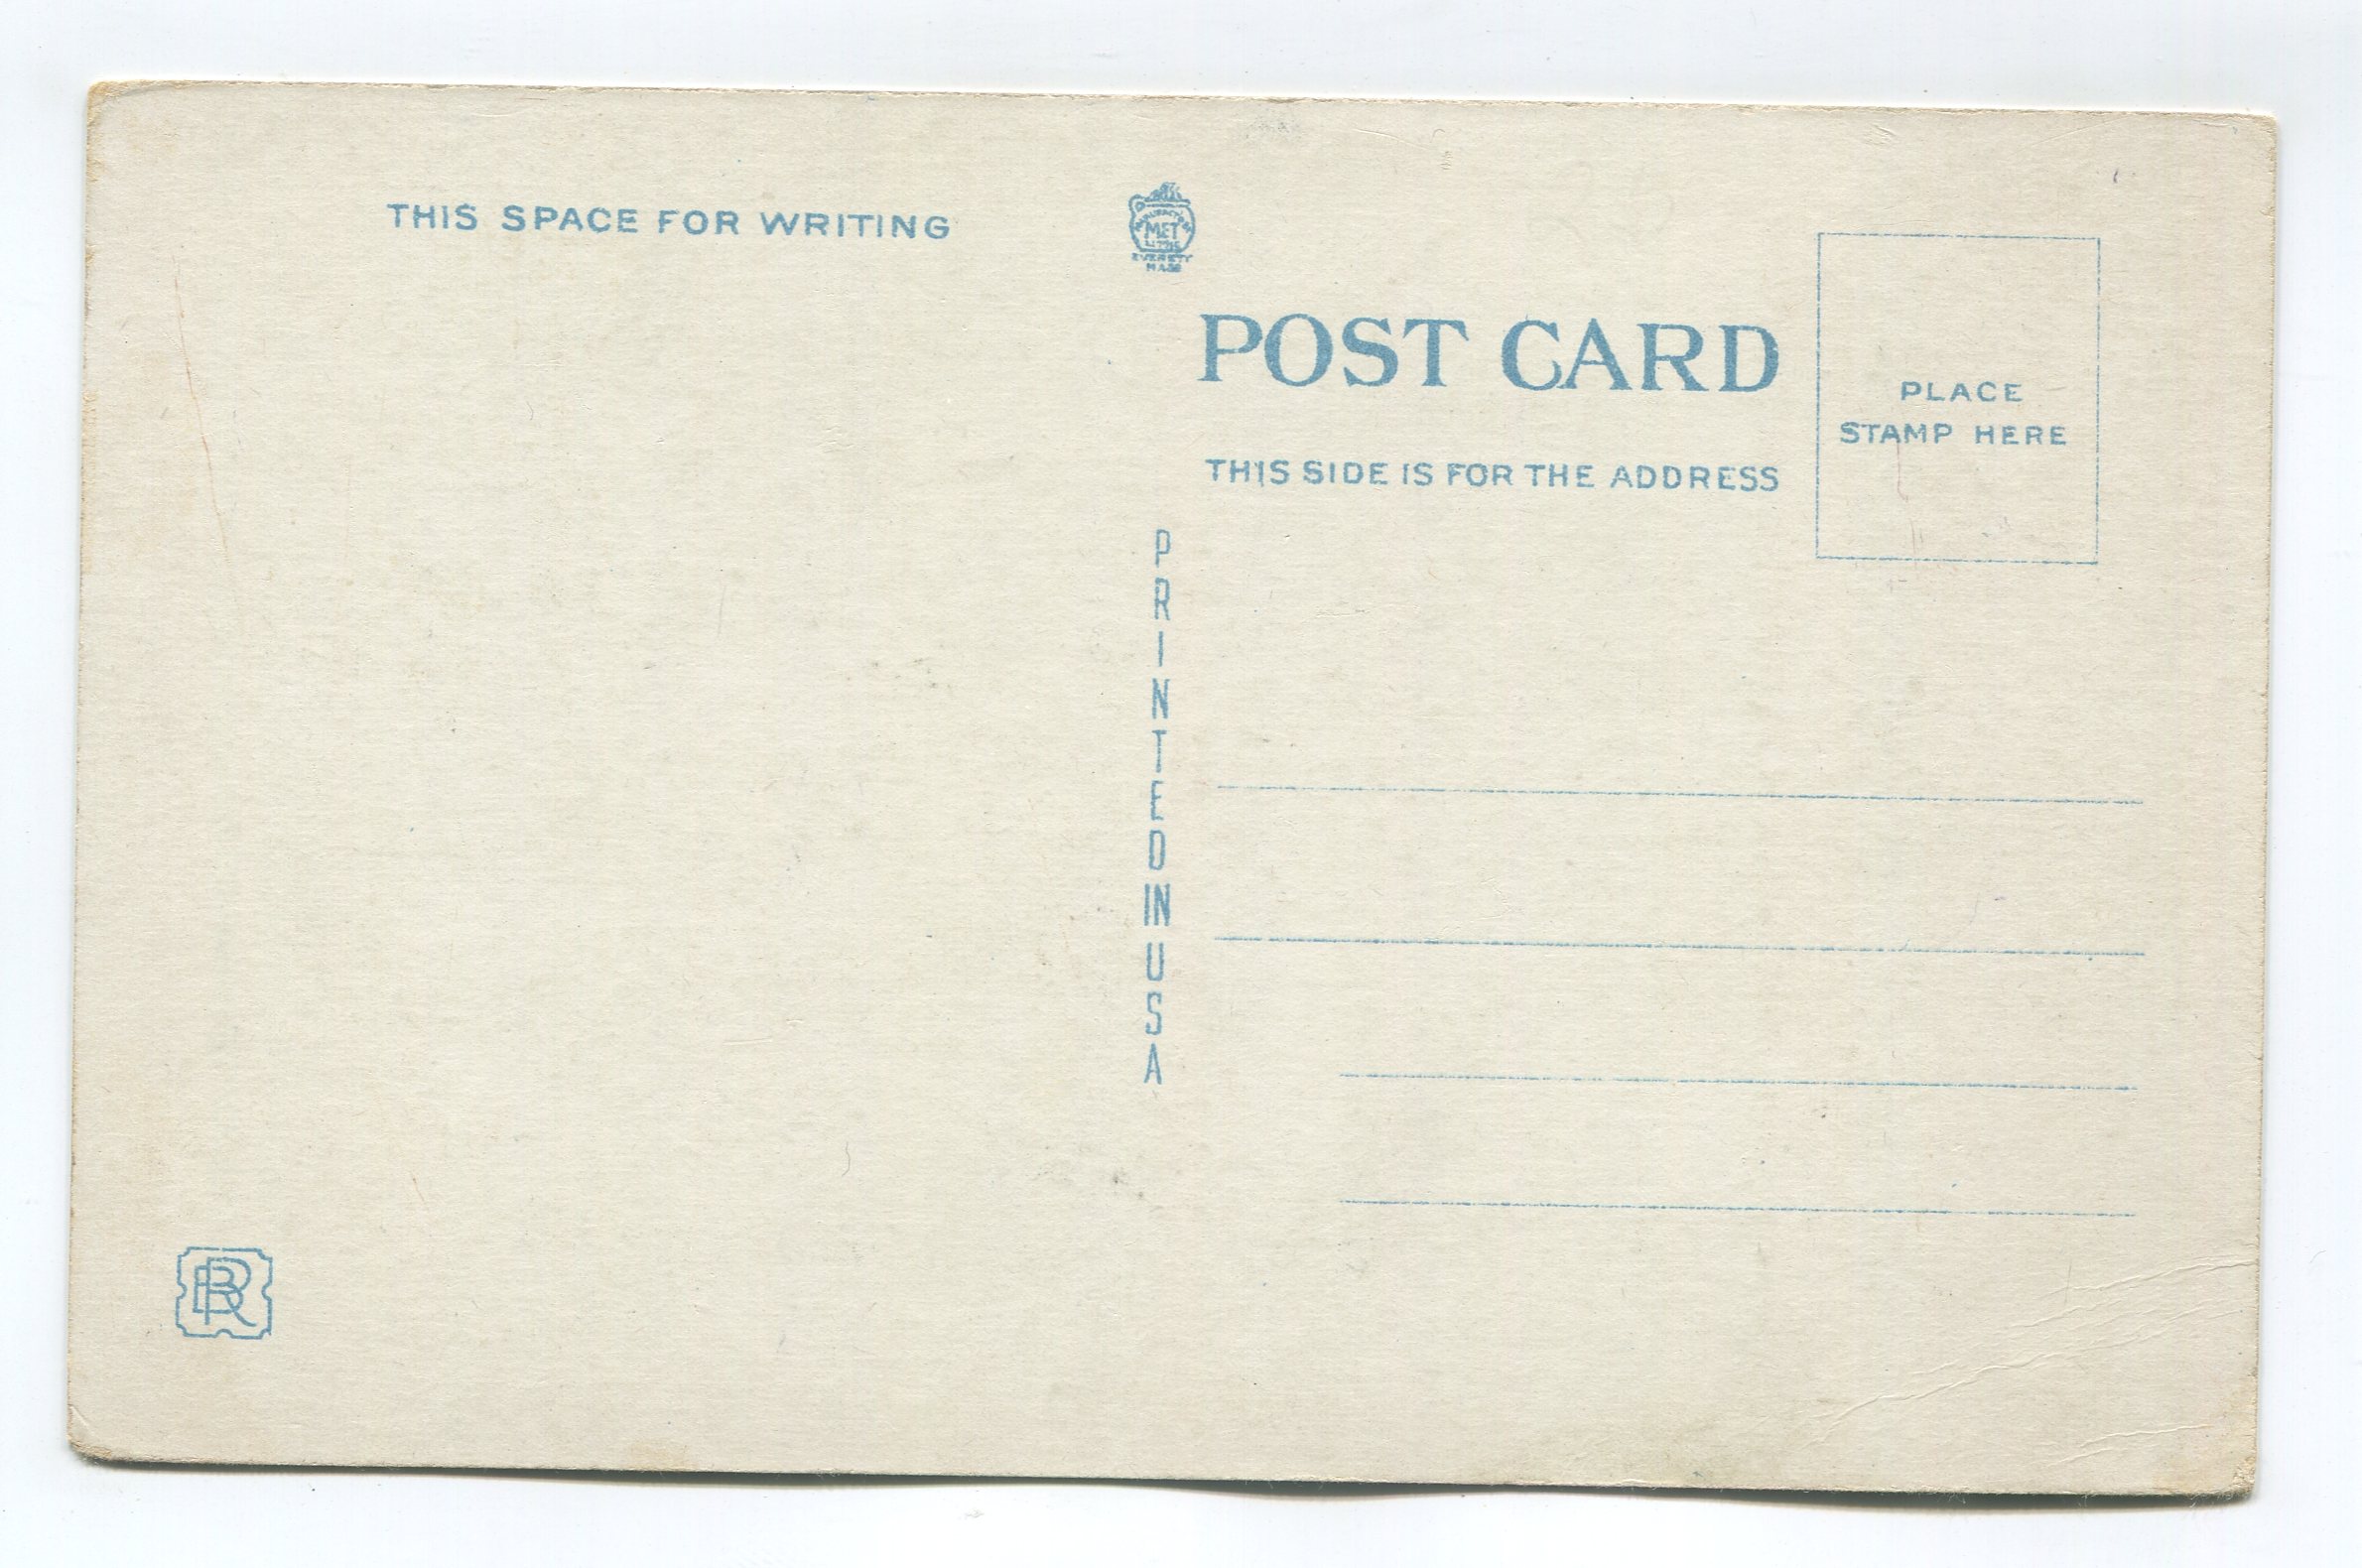 THIS SPACE FOR WRITING
MET
LITHO
EVERETT
MASS
POST CARD
THIS SIDE IS FOR THE ADDRESS
PLACE
STAMP HERE
PRINTED IN USA